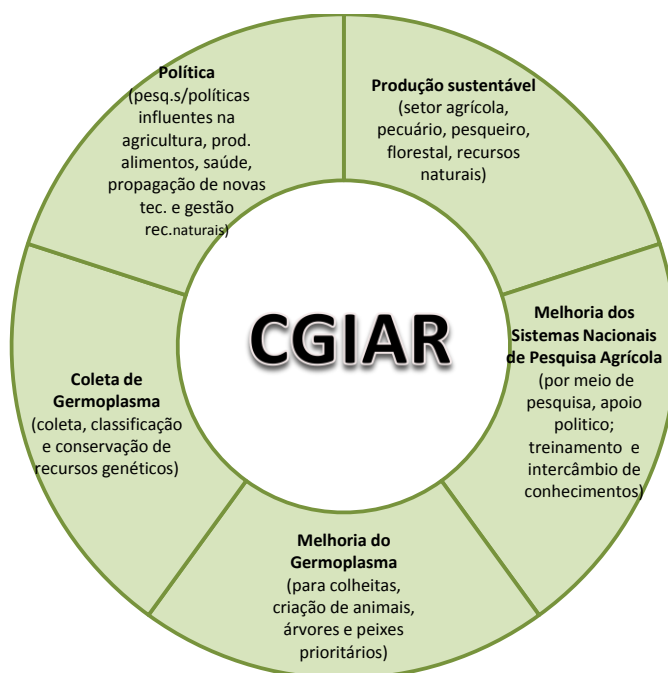 Política
(pesq.s/políticas
influentes na
agricultura, prod.
alimentos, saúde,
propagação de novas
tec. e gestão
rec.naturais)
Produção sustentável
(setor agrícola,
pecuário, pesqueiro,
florestal, recursos
naturais)
CGIAR
Melhoria dos
Sistemas Nacionais
de Pesquisa Agrícola
(por meio de
pesquisa, apoio
politico;
treinamento e
intercâmbio de
conhecimentos)
Coleta de
Germoplasma
(coleta, classificação
e conservação de
recursos genéticos)
Melhoria do
Germoplasma
(para colheitas,
criação de animais,
árvores e peixes
prioritários)